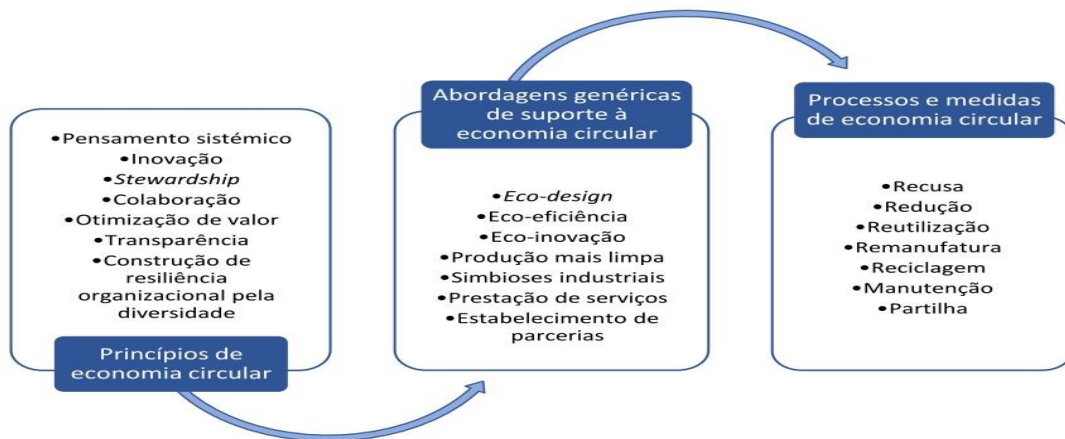 •Pensamento sistémico
•Inovação
•Stewardship
•Colaboração
•Otimização de valor
•Transparência
•Construção de
resiliência
organizacional pela
diversidade
Princípios de
economia circular
Abordagens genéricas
de suporte à
economia circular
•Eco-design
•Eco-eficiência
•Eco-inovação
•Produção mais limpa
•Simbioses industriais
•Prestação de serviços
•Estabelecimento de
parcerias
Processos e medidas
de economia circular
•Recusa
•Redução
•Reutilização
•Remanufatura
•Reciclagem
•Manutenção
•Partilha